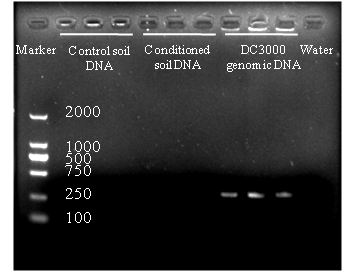 Marker
Control soil
DNA
Conditioned
soil DNA
DC3000
genomic DNA
Water
2000
1000
500
750
250
100